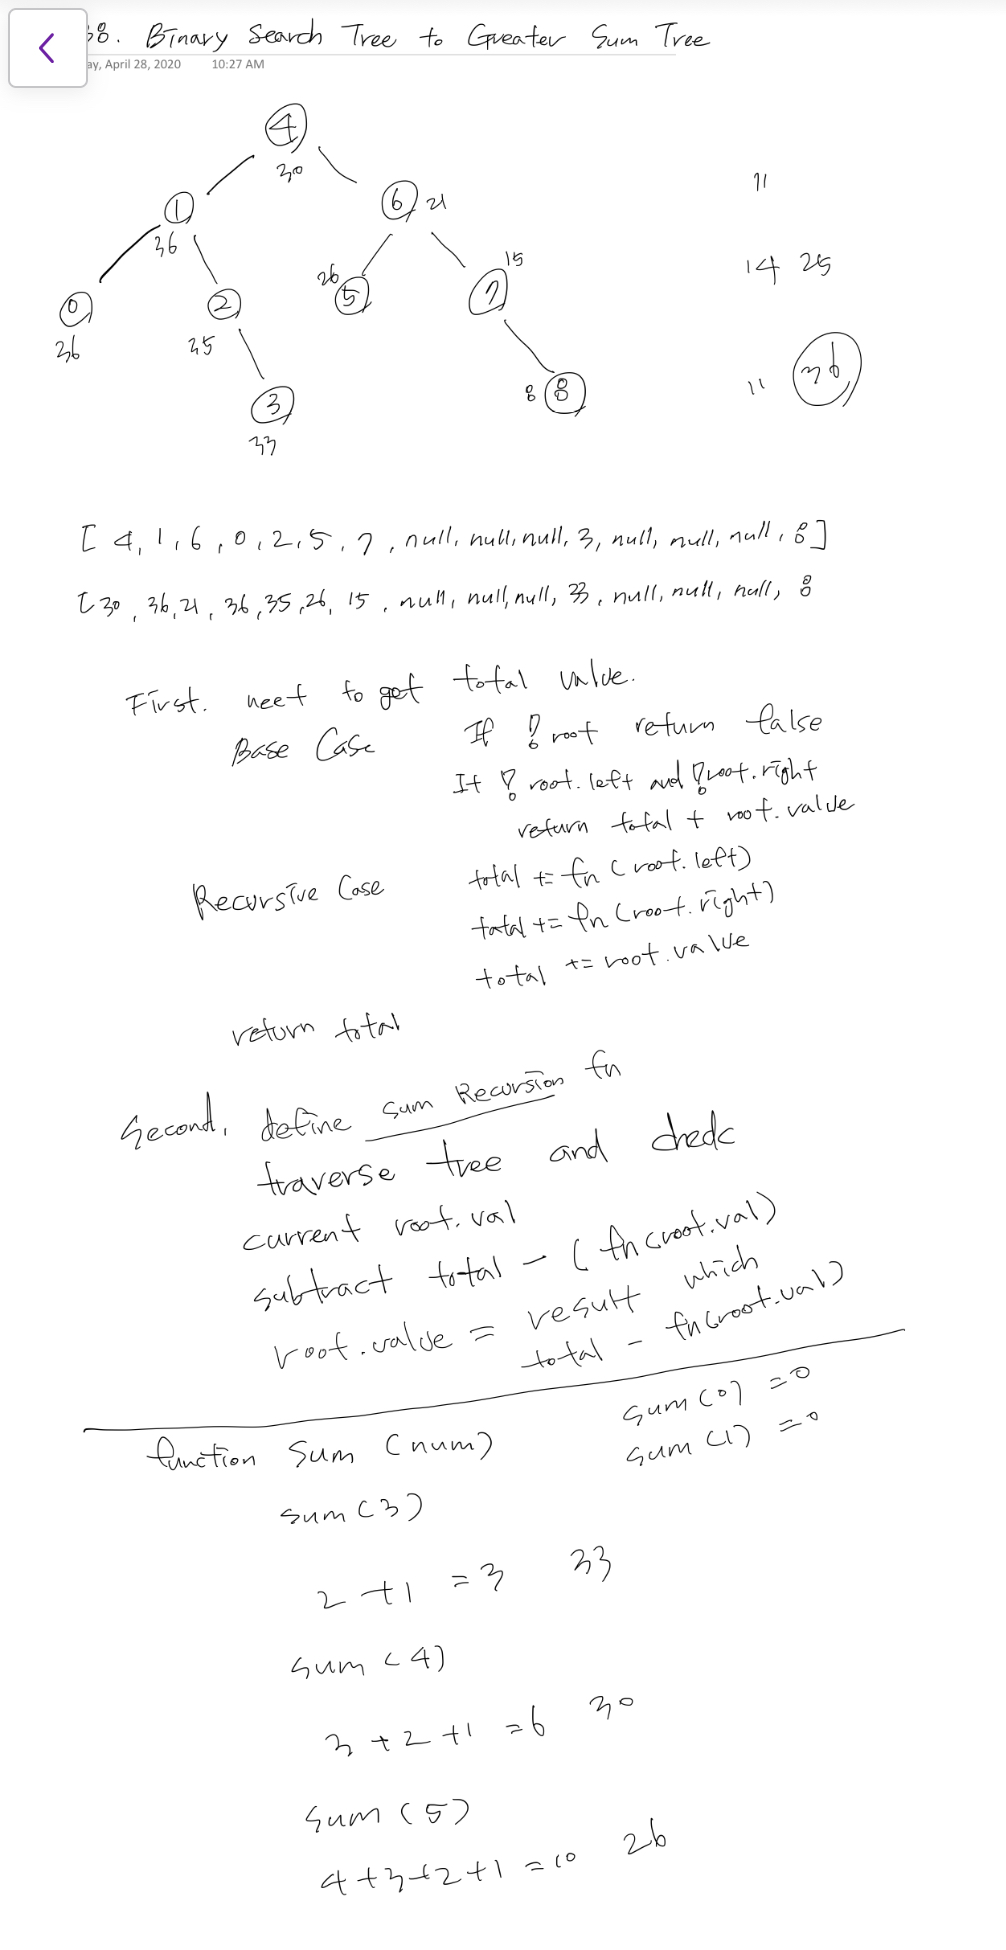 38. Binary Search Tree to Greater Sum Tree
ay, April 28, 2020 10:27 AM
4
30
1
36
6 21
0
36
2
35
26
5
15
7
3
33
8 8
11
14 25
11 36
[ 4, 1, 6, 0, 2, 5, 7, null, null, null, 3, null, null, null, 8 ]
[ 30, 36, 21, 36, 35, 26, 15, null, null, null, 33, null, null, null, 8
First. neet to get total value.
Base Case If ! root return false
If ! root.left and !root.right
return total + root.value
Recursive Case total += fn (root.left)
total += fn (root.right)
total += root.value
return total
Second, define sum Recursion fn
traverse tree and check
current root.val
subtract total - ( fn (root.val)
root.value = result which
total - fn(root.val)
function sum (num)
sum (0) = 0
sum (1) = 0
sum (3)
2 + 1 = 3 33
sum (4)
3 + 2 + 1 = 6 30
sum (5)
4 + 3 + 2 + 1 = 10 26